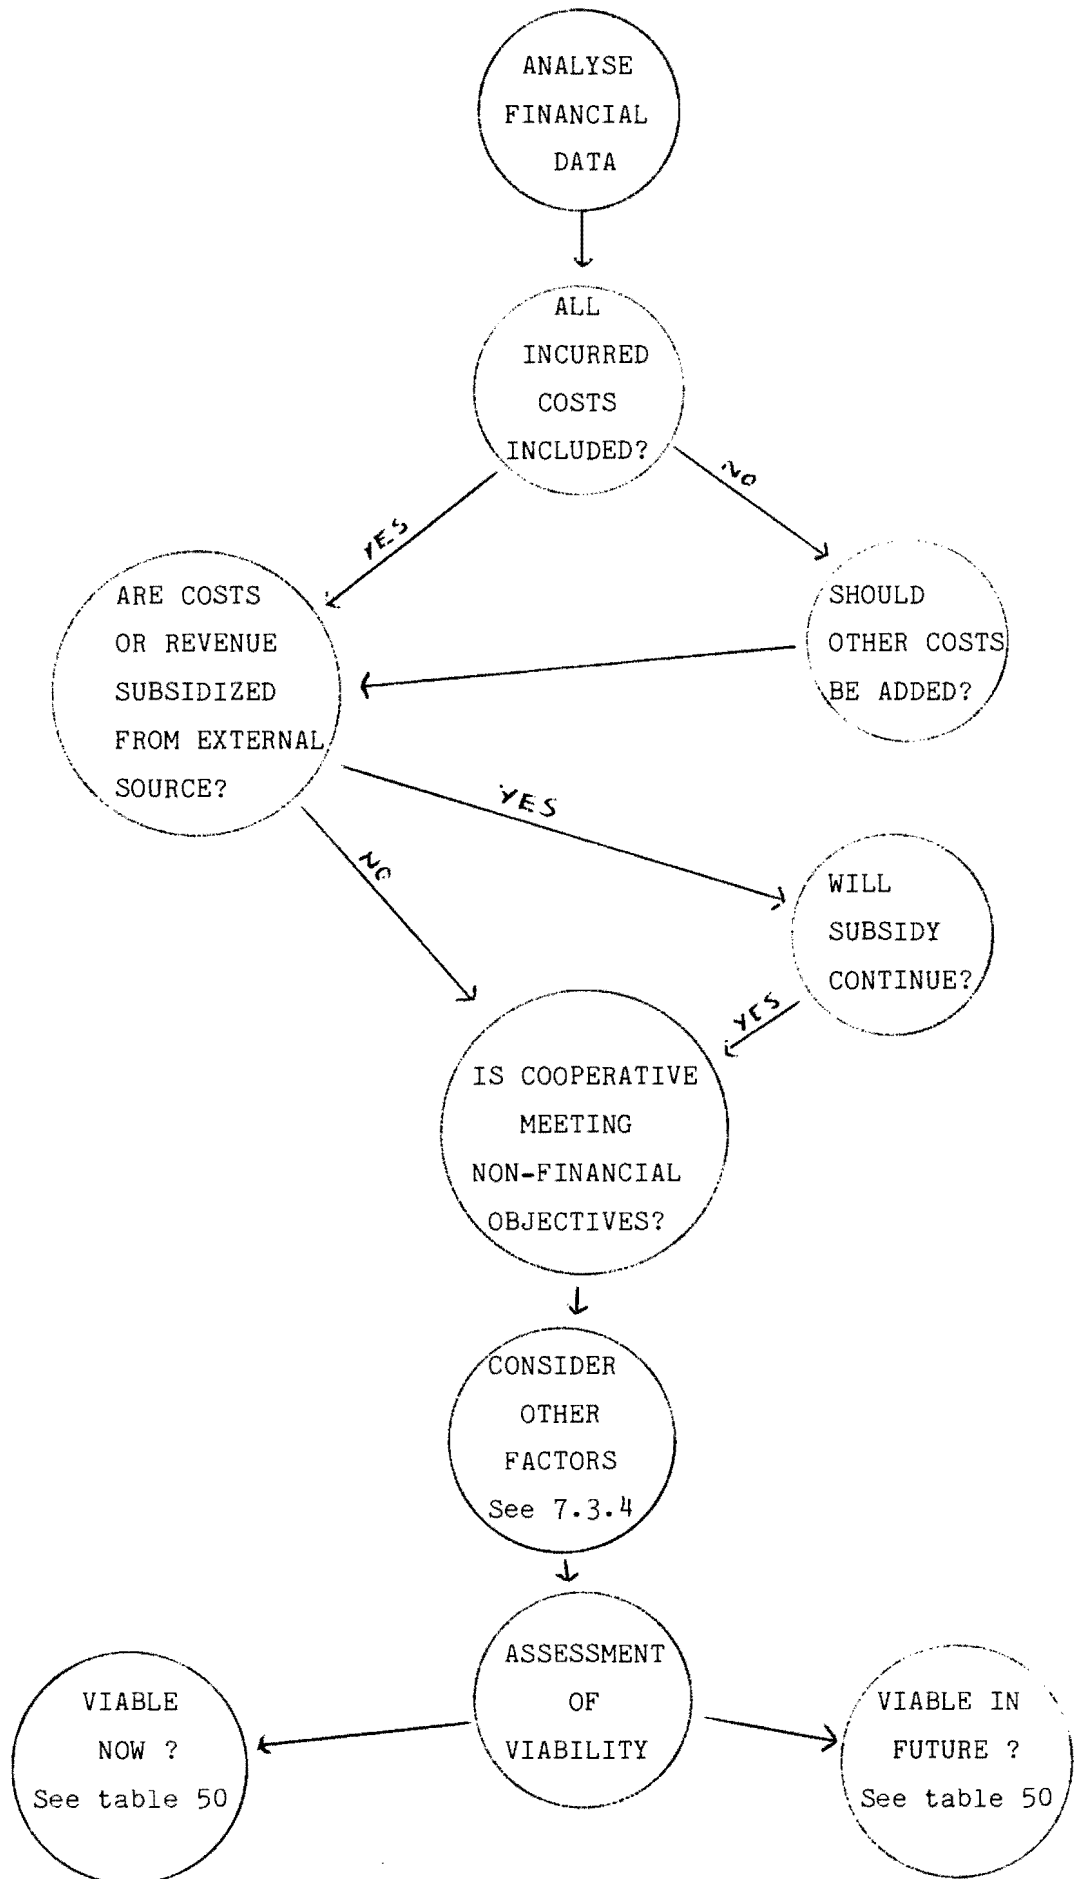 ANALYSE
FINANCIAL
DATA
ALL
INCURRED
COSTS
INCLUDED?
NO
YES
ARE COSTS
OR REVENUE
SUBSIDIZED
FROM EXTERNAL
SOURCE?
SHOULD
OTHER COSTS
BE ADDED?
YES
NO
WILL
SUBSIDY
CONTINUE?
YES
IS COOPERATIVE
MEETING
NON-FINANCIAL
OBJECTIVES?
CONSIDER
OTHER
FACTORS
See 7.3.4
ASSESSMENT
OF
VIABILITY
VIABLE
NOW ?
See table 50
VIABLE IN
FUTURE ?
See table 50